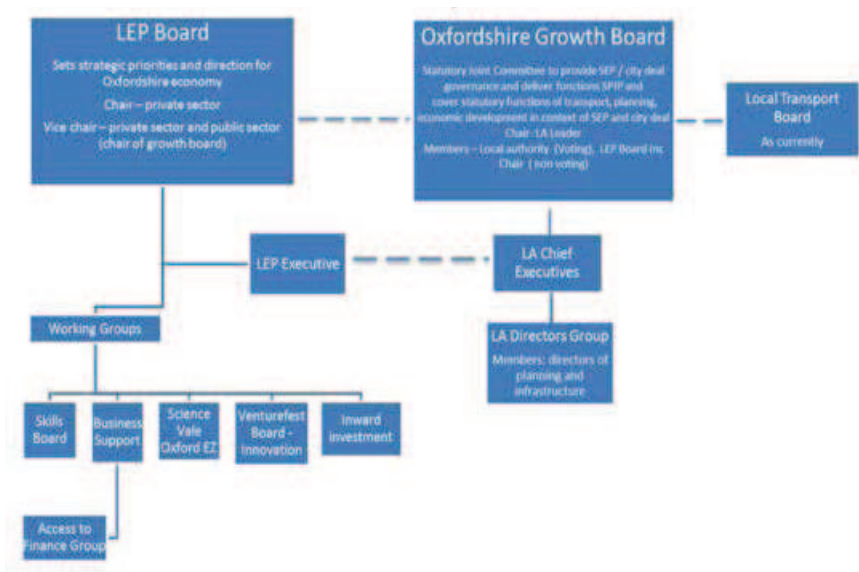 LEP Board
Sets strategic priorities and direction for
Oxfordshire economy
Chair – private sector
Vice chair – private sector and public sector
(chair of growth board)
Oxfordshire Growth Board
Statutory Joint Committee to provide SEP / city deal
governance and deliver functions SPIP and
cover statutory functions of transport, planning,
economic development in context of SEP and city deal
Chair LA Leader
Members – Local authority (Voting), LEP Board inc
Chair ( non voting)
Local Transport
Board
As currently
LEP Executive
LA Chief
Executives
Working Groups
LA Directors Group
Members: directors of
planning and
infrastructure
Skills
Board
Business
Support
Science
Vale
Oxford EZ
Venturefest
Board -
Innovation
Inward
investment
Access to
Finance Group